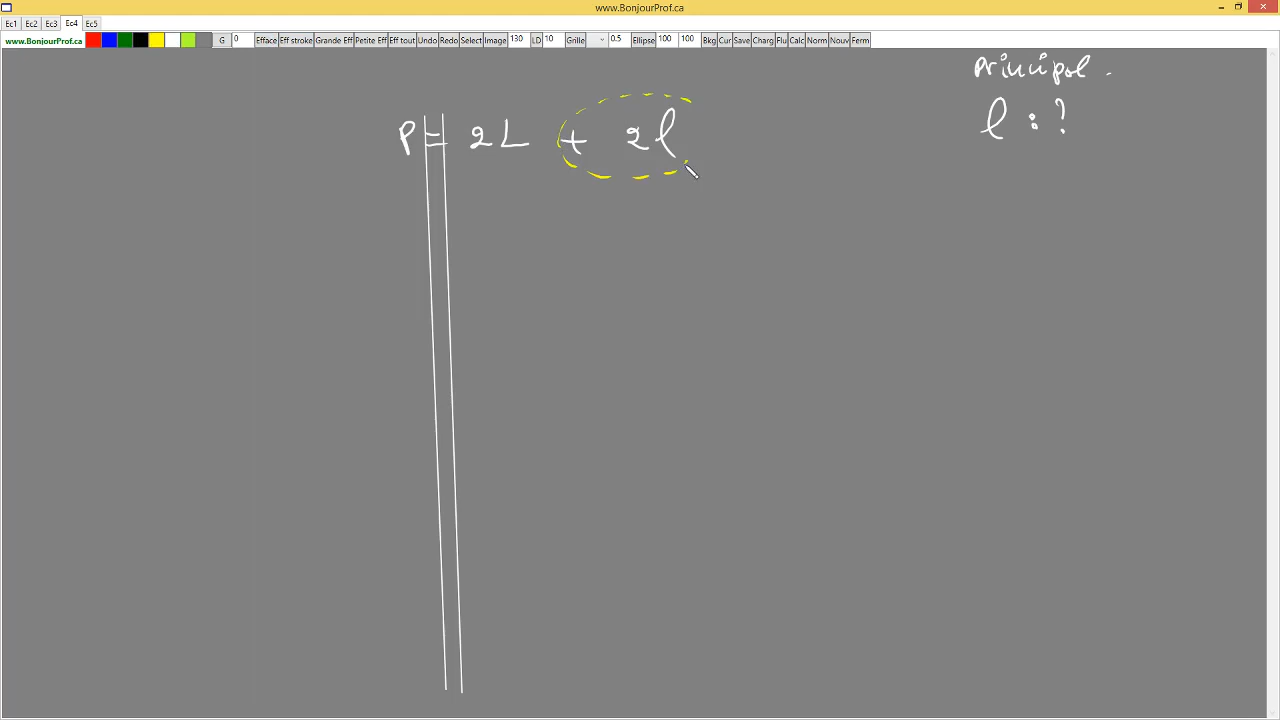 www.BonjourProf.ca
Ec1 Ec2 Ec3 Ec4 Ec5
www.BonjourProf.ca G 0 Efface Eff stroke Grande Eff Petite Eff Eff tout Undo Redo Select Image 130 LD 10 Grille 0.5 Ellipse 100 100 Bkg Cur Save Charg Flu Calc Norm Nouv Ferm
Principal.
P = 2L + 2l
l : ?